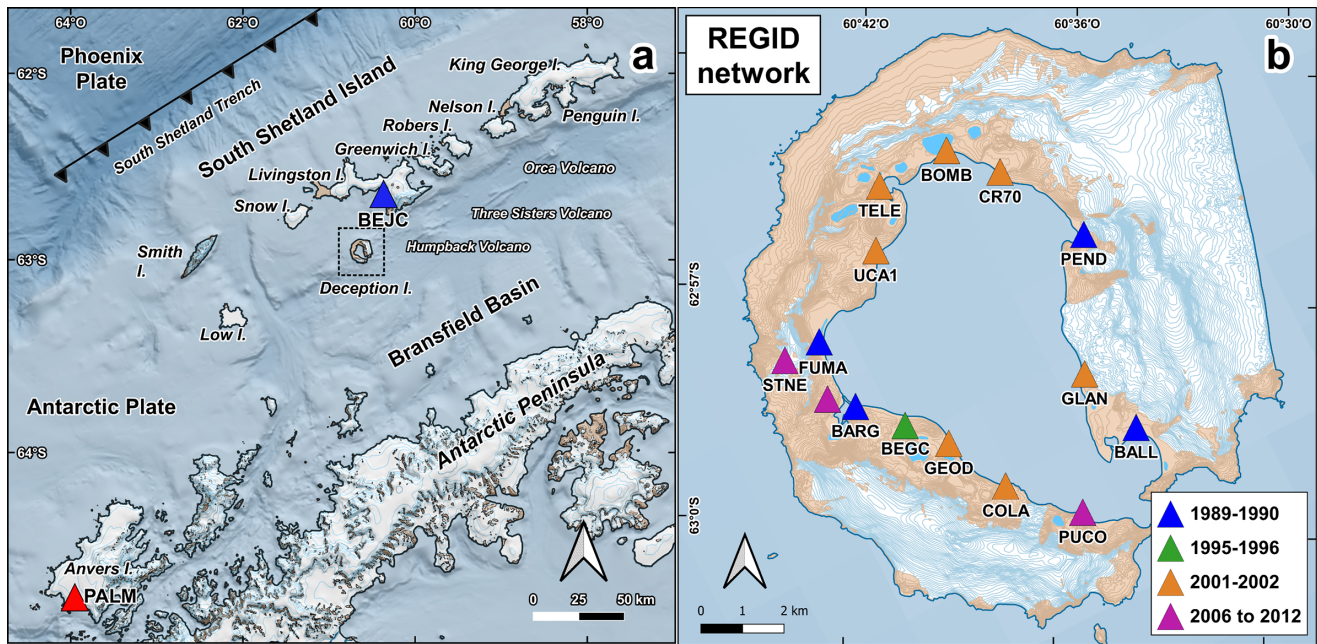 64°O
62°O
60°O
58°O
Phoenix
Plate
a
62°S
63°S
64°S
South Shetland Trench
South Shetland Island
King George I.
Nelson I.
Penguin I.
Robers I.
Greenwich I.
Livingston I.
Orca Volcano
Snow I.
BEJC
Three Sisters Volcano
Smith
I.
Humpback Volcano
Deception I.
Low I.
Bransfield Basin
Antarctic Plate
Antarctic Peninsula
Anvers I.
PALM
0 25 50 km
60°42'O
60°36'O
60°30'O
REGID
network
b
62°57'S
63°0'S
BOMB
CR70
TELE
PEND
UCA1
FUMA
STNE
GLAN
BARG
BEGC
GEOD
BALL
COLA
PUCO
0 1 2 km
1989-1990
1995-1996
2001-2002
2006 to 2012